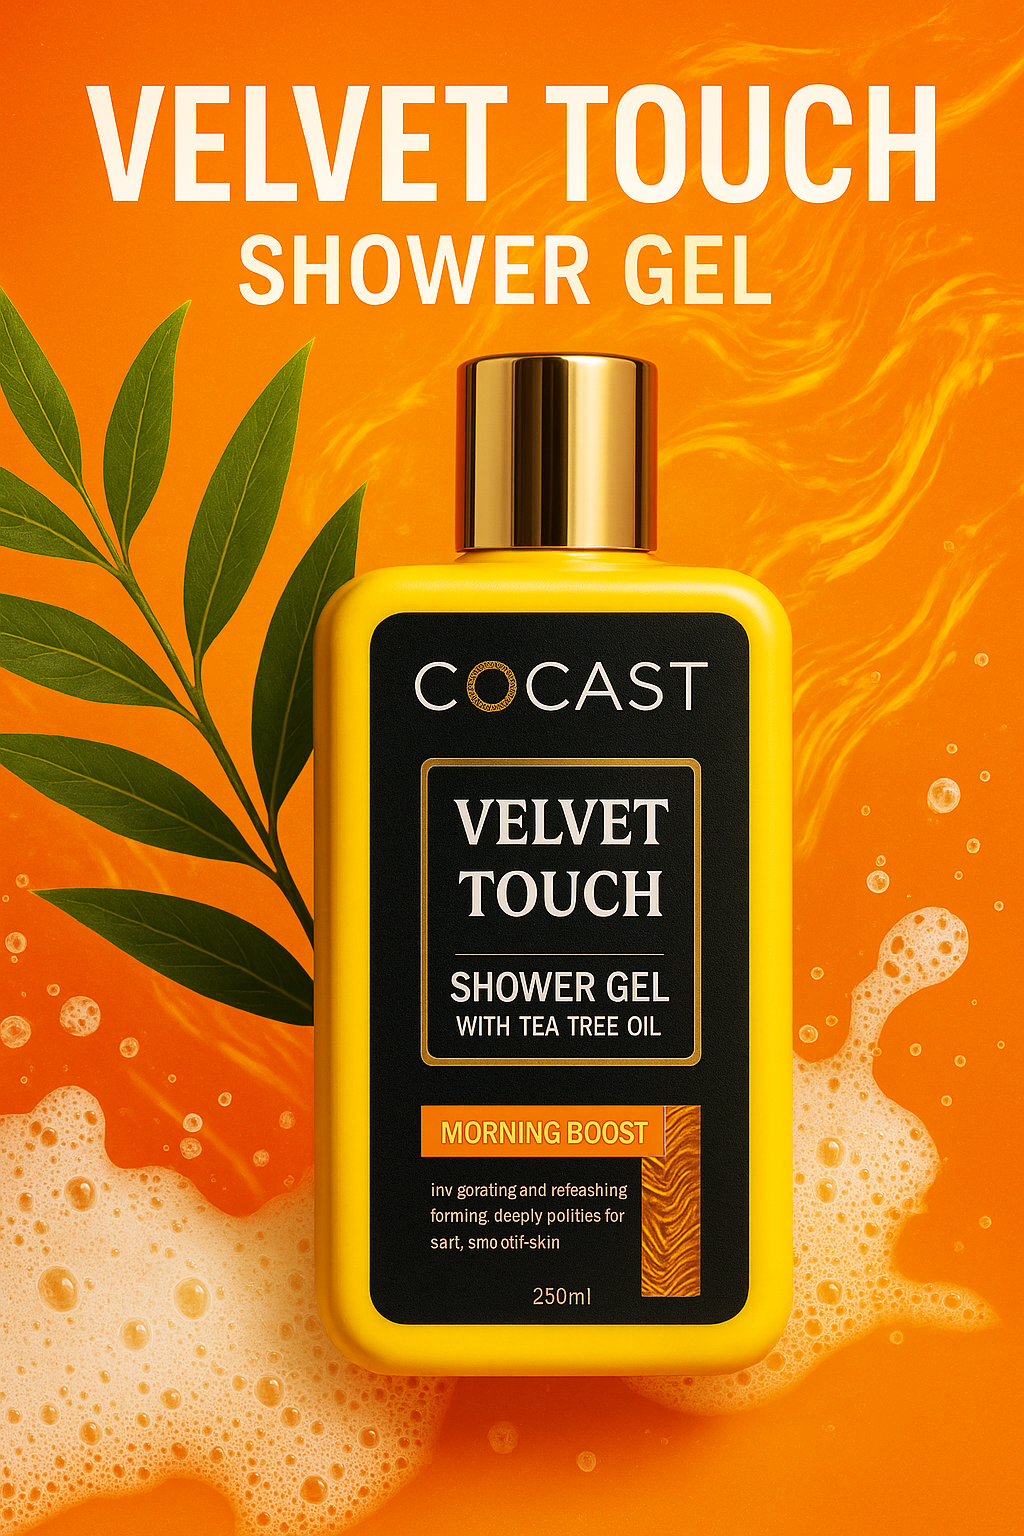 VELVET TOUCH
SHOWER GEL
COCAST
VELVET
TOUCH
SHOWER GEL
WITH TEA TREE OIL
MORNING BOOST
inv gorating and refeashing
forming. deeply polities for
sart, smo otif-skin
250ml